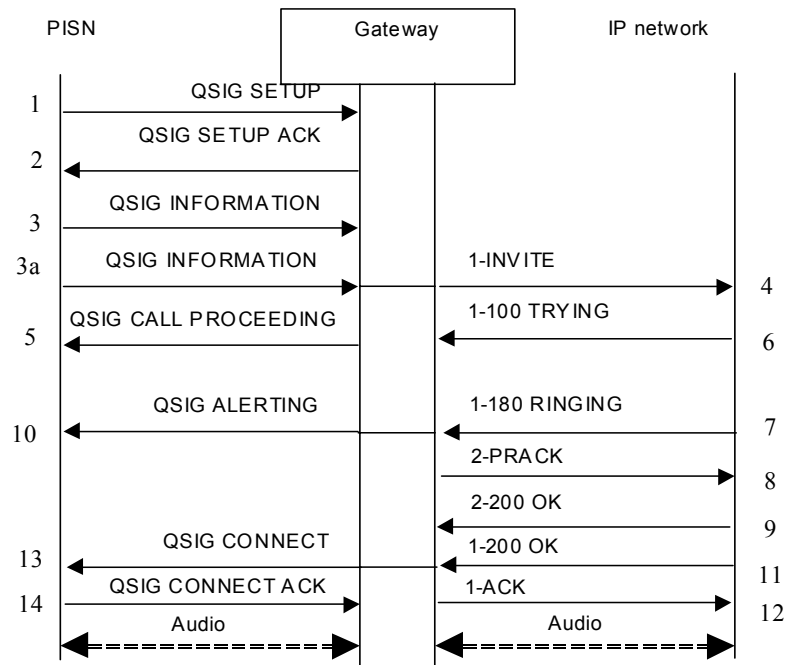 PISN Gateway IP network
1 QSIG SETUP
2 QSIG SETUP ACK
3 QSIG INFORMATION
3a QSIG INFORMATION 1-INVITE 4
5 QSIG CALL PROCEEDING 1-100 TRYING 6
10 QSIG ALERTING 1-180 RINGING 7
2-PRACK 8
2-200 OK 9
13 QSIG CONNECT 1-200 OK 11
14 QSIG CONNECT ACK 1-ACK 12
Audio Audio